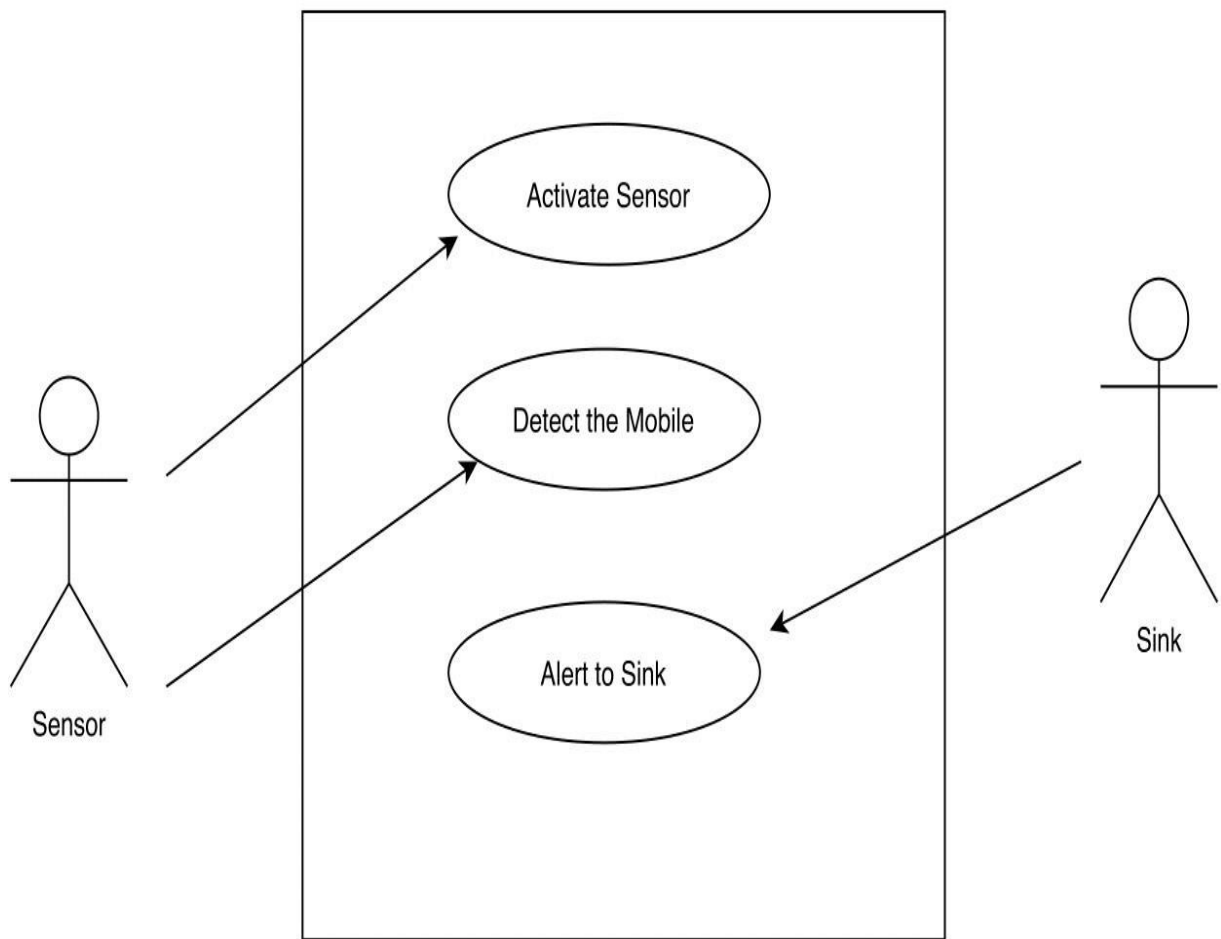 Activate Sensor
Detect the Mobile
Alert to Sink
Sensor
Sink